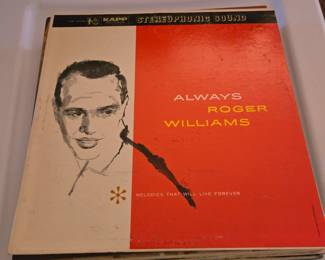 KAPP STEREOPHONIC SOUND
ALWAYS
ROGER
WILLIAMS
MELODIES THAT WILL LIVE FOREVER